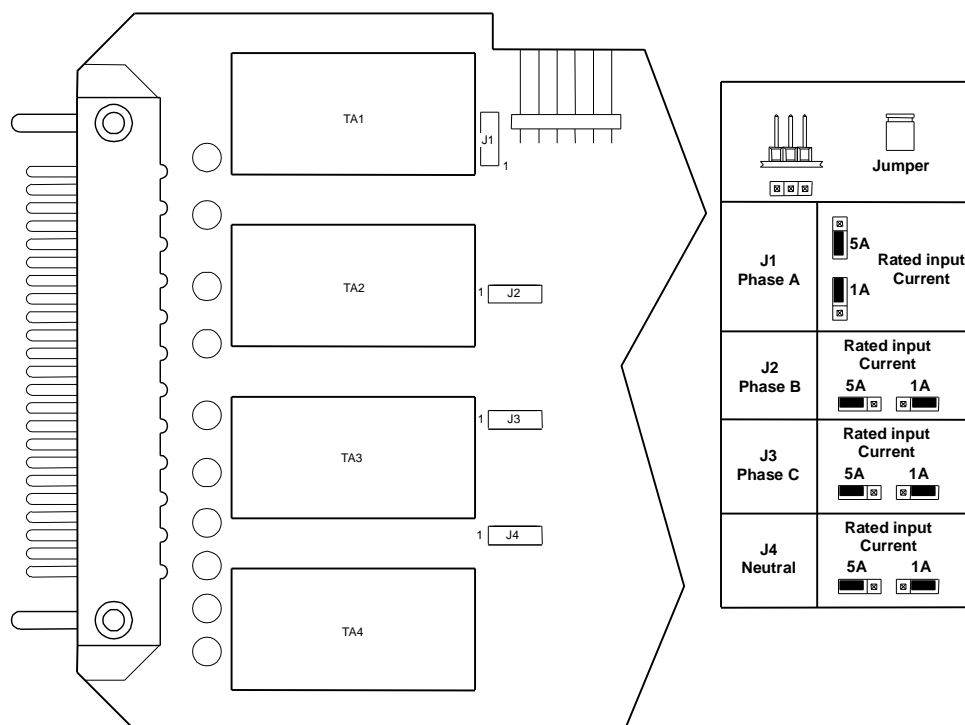 TA1
J1
1
TA2
1
J2
1
J3
TA3
1
J4
TA4
Jumper
J1
Phase A
5A
Rated input
Current
1A
J2
Phase B
Rated input
Current
5A 1A
J3
Phase C
Rated input
Current
5A 1A
J4
Neutral
Rated input
Current
5A 1A